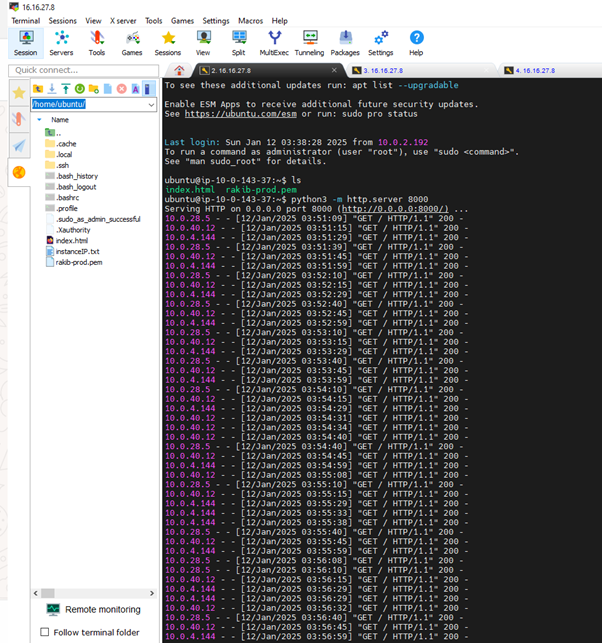 16.16.27.8
Terminal Sessions View X server Tools Games Settings Macros Help
Session Servers Tools Games Sessions View Split MultiExec Tunneling Packages Settings Help
Quick connect...
2. 16.16.27.8 3. 16.16.27.8 4. 16.16.27.8
/home/ubuntu/
Name
..
.cache
.local
.ssh
.bash_history
.bash_logout
.bashrc
.profile
.sudo_as_admin_successful
.Xauthority
index.html
instanceIP.txt
rakib-prod.pem
Remote monitoring
Follow terminal folder
To see these additional updates run: apt list --upgradable
Enable ESM Apps to receive additional future security updates.
See https://ubuntu.com/esm or run: sudo pro status
Last login: Sun Jan 12 03:38:28 2025 from 10.0.2.192
To run a command as administrator (user "root"), use "sudo <command>".
See "man sudo_root" for details.
ubuntu@ip-10-0-143-37:~$ ls
index.html rakib-prod.pem
ubuntu@ip-10-0-143-37:~$ python3 -m http.server 8000
Serving HTTP on 0.0.0.0 port 8000 (http://0.0.0.0:8000/) ...
10.0.28.5 - - [12/Jan/2025 03:51:09] "GET / HTTP/1.1" 200 -
10.0.40.12 - - [12/Jan/2025 03:51:15] "GET / HTTP/1.1" 200 -
10.0.4.144 - - [12/Jan/2025 03:51:29] "GET / HTTP/1.1" 200 -
10.0.28.5 - - [12/Jan/2025 03:51:39] "GET / HTTP/1.1" 200 -
10.0.40.12 - - [12/Jan/2025 03:51:45] "GET / HTTP/1.1" 200 -
10.0.4.144 - - [12/Jan/2025 03:51:59] "GET / HTTP/1.1" 200 -
10.0.28.5 - - [12/Jan/2025 03:52:10] "GET / HTTP/1.1" 200 -
10.0.40.12 - - [12/Jan/2025 03:52:15] "GET / HTTP/1.1" 200 -
10.0.4.144 - - [12/Jan/2025 03:52:29] "GET / HTTP/1.1" 200 -
10.0.28.5 - - [12/Jan/2025 03:52:40] "GET / HTTP/1.1" 200 -
10.0.40.12 - - [12/Jan/2025 03:52:45] "GET / HTTP/1.1" 200 -
10.0.4.144 - - [12/Jan/2025 03:52:59] "GET / HTTP/1.1" 200 -
10.0.28.5 - - [12/Jan/2025 03:53:10] "GET / HTTP/1.1" 200 -
10.0.40.12 - - [12/Jan/2025 03:53:15] "GET / HTTP/1.1" 200 -
10.0.4.144 - - [12/Jan/2025 03:53:29] "GET / HTTP/1.1" 200 -
10.0.28.5 - - [12/Jan/2025 03:53:40] "GET / HTTP/1.1" 200 -
10.0.40.12 - - [12/Jan/2025 03:53:45] "GET / HTTP/1.1" 200 -
10.0.4.144 - - [12/Jan/2025 03:53:59] "GET / HTTP/1.1" 200 -
10.0.28.5 - - [12/Jan/2025 03:54:10] "GET / HTTP/1.1" 200 -
10.0.40.12 - - [12/Jan/2025 03:54:15] "GET / HTTP/1.1" 200 -
10.0.4.144 - - [12/Jan/2025 03:54:29] "GET / HTTP/1.1" 200 -
10.0.4.144 - - [12/Jan/2025 03:54:31] "GET / HTTP/1.1" 200 -
10.0.40.12 - - [12/Jan/2025 03:54:34] "GET / HTTP/1.1" 200 -
10.0.40.12 - - [12/Jan/2025 03:54:40] "GET / HTTP/1.1" 200 -
10.0.28.5 - - [12/Jan/2025 03:54:40] "GET / HTTP/1.1" 200 -
10.0.40.12 - - [12/Jan/2025 03:54:45] "GET / HTTP/1.1" 200 -
10.0.4.144 - - [12/Jan/2025 03:54:59] "GET / HTTP/1.1" 200 -
10.0.40.12 - - [12/Jan/2025 03:55:08] "GET / HTTP/1.1" 200 -
10.0.28.5 - - [12/Jan/2025 03:55:10] "GET / HTTP/1.1" 200 -
10.0.40.12 - - [12/Jan/2025 03:55:15] "GET / HTTP/1.1" 200 -
10.0.4.144 - - [12/Jan/2025 03:55:29] "GET / HTTP/1.1" 200 -
10.0.4.144 - - [12/Jan/2025 03:55:33] "GET / HTTP/1.1" 200 -
10.0.4.144 - - [12/Jan/2025 03:55:38] "GET / HTTP/1.1" 200 -
10.0.28.5 - - [12/Jan/2025 03:55:40] "GET / HTTP/1.1" 200 -
10.0.40.12 - - [12/Jan/2025 03:55:45] "GET / HTTP/1.1" 200 -
10.0.4.144 - - [12/Jan/2025 03:55:59] "GET / HTTP/1.1" 200 -
10.0.28.5 - - [12/Jan/2025 03:56:08] "GET / HTTP/1.1" 200 -
10.0.28.5 - - [12/Jan/2025 03:56:10] "GET / HTTP/1.1" 200 -
10.0.40.12 - - [12/Jan/2025 03:56:15] "GET / HTTP/1.1" 200 -
10.0.4.144 - - [12/Jan/2025 03:56:29] "GET / HTTP/1.1" 200 -
10.0.4.144 - - [12/Jan/2025 03:56:29] "GET / HTTP/1.1" 200 -
10.0.40.12 - - [12/Jan/2025 03:56:32] "GET / HTTP/1.1" 200 -
10.0.28.5 - - [12/Jan/2025 03:56:40] "GET / HTTP/1.1" 200 -
10.0.40.12 - - [12/Jan/2025 03:56:45] "GET / HTTP/1.1" 200 -
10.0.4.144 - - [12/Jan/2025 03:56:59] "GET / HTTP/1.1" 200 -